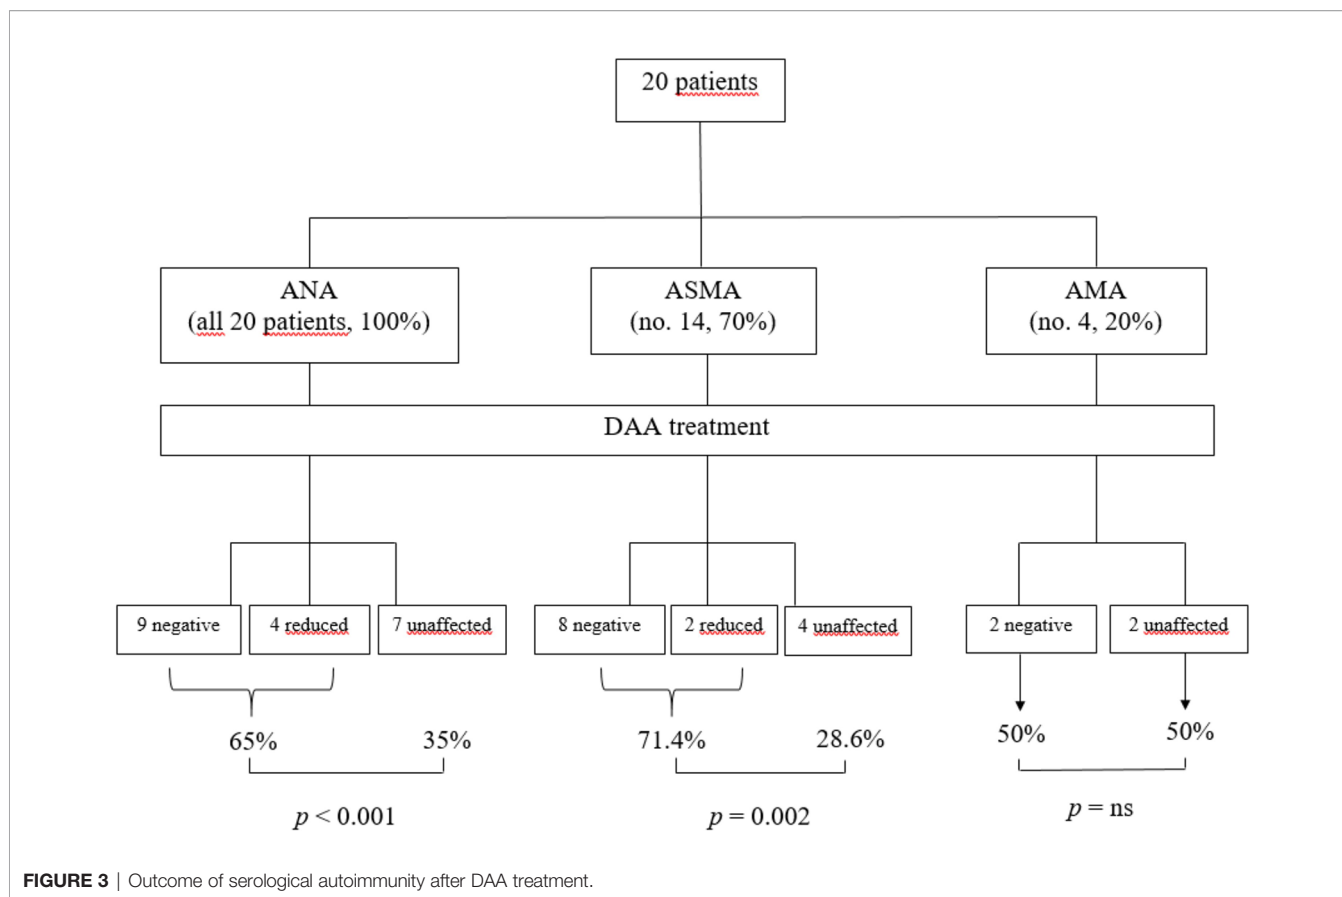 20 patients
ANA
(all 20 patients, 100%)
ASMA
(no. 14, 70%)
AMA
(no. 4, 20%)
DAA treatment
9 negative
4 reduced
7 unaffected
8 negative
2 reduced
4 unaffected
2 negative
2 unaffected
65%
35%
71.4%
28.6%
50%
50%
p < 0.001
p = 0.002
p = ns
FIGURE 3 | Outcome of serological autoimmunity after DAA treatment.